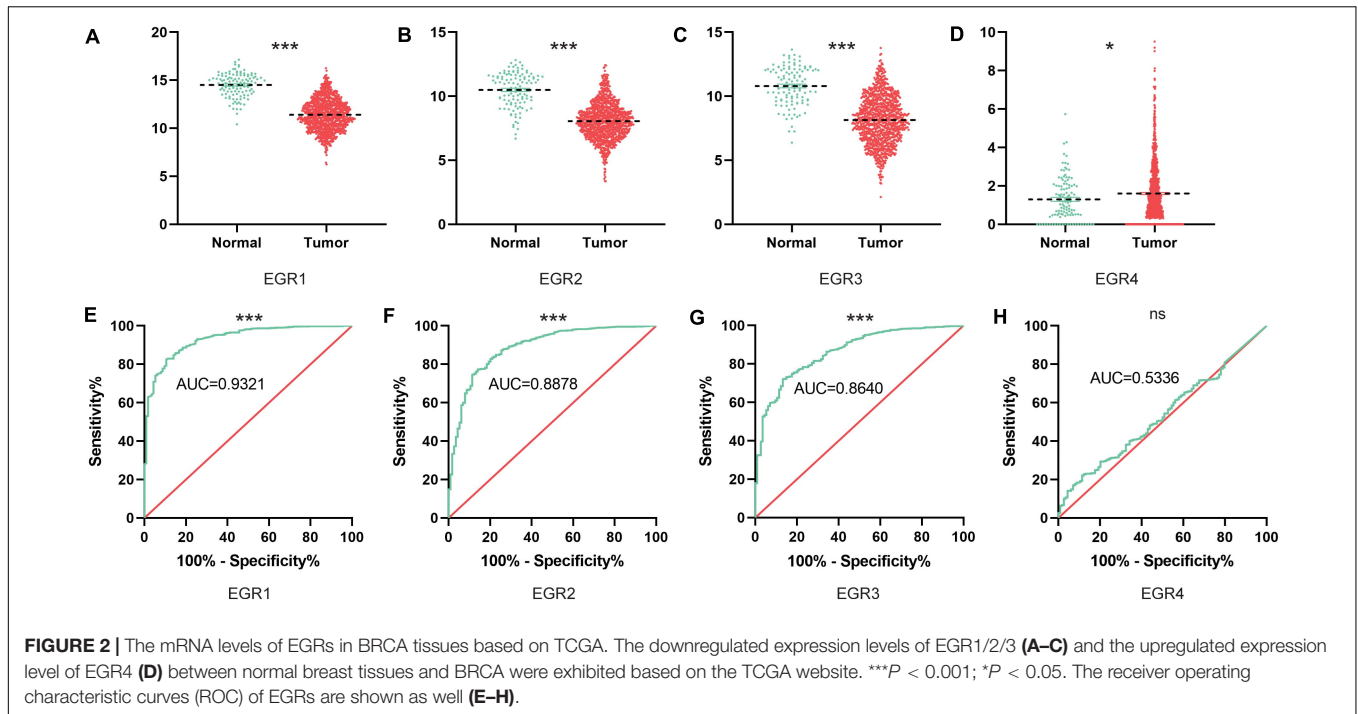 A
***
20
15
10
5
0
Normal Tumor
EGR1
B
***
15
10
5
0
Normal Tumor
EGR2
C
***
15
10
5
0
Normal Tumor
EGR3
D
*
10
8
6
4
2
0
Normal Tumor
EGR4
E
***
100
80
60
40
20
0
Sensitivity%
AUC=0.9321
0 20 40 60 80 100
100% - Specificity%
EGR1
F
***
100
80
60
40
20
0
Sensitivity%
AUC=0.8878
0 20 40 60 80 100
100% - Specificity%
EGR2
G
***
100
80
60
40
20
0
Sensitivity%
AUC=0.8640
0 20 40 60 80 100
100% - Specificity%
EGR3
H
ns
100
80
60
40
20
0
Sensitivity%
AUC=0.5336
0 20 40 60 80 100
100% - Specificity%
EGR4
FIGURE 2 | The mRNA levels of EGRs in BRCA tissues based on TCGA. The downregulated expression levels of EGR1/2/3 (A–C) and the upregulated expression
level of EGR4 (D) between normal breast tissues and BRCA were exhibited based on the TCGA website. ***P < 0.001; *P < 0.05. The receiver operating
characteristic curves (ROC) of EGRs are shown as well (E–H).